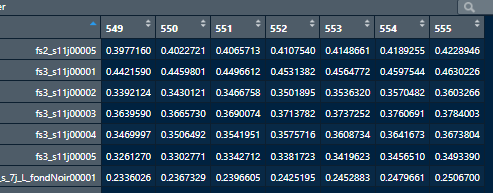 er
549 550 551 552 553 554 555
fs2_s11j00005 0.3977160 0.4022721 0.4065713 0.4107540 0.4148661 0.4189255 0.4228946
fs3_s11j00001 0.4421590 0.4459801 0.4496612 0.4531382 0.4564772 0.4597544 0.4630226
fs3_s11j00002 0.3392124 0.3430121 0.3466758 0.3501895 0.3536320 0.3570482 0.3603266
fs3_s11j00003 0.3639590 0.3665730 0.3690074 0.3713782 0.3737252 0.3760691 0.3784003
fs3_s11j00004 0.3469997 0.3506492 0.3541951 0.3575716 0.3608734 0.3641673 0.3673804
fs3_s11j00005 0.3261270 0.3302771 0.3342712 0.3381723 0.3419623 0.3456510 0.3493390
_s_7j_L_fondNoir00001 0.2336026 0.2367329 0.2396605 0.2425195 0.2452883 0.2479661 0.2506700